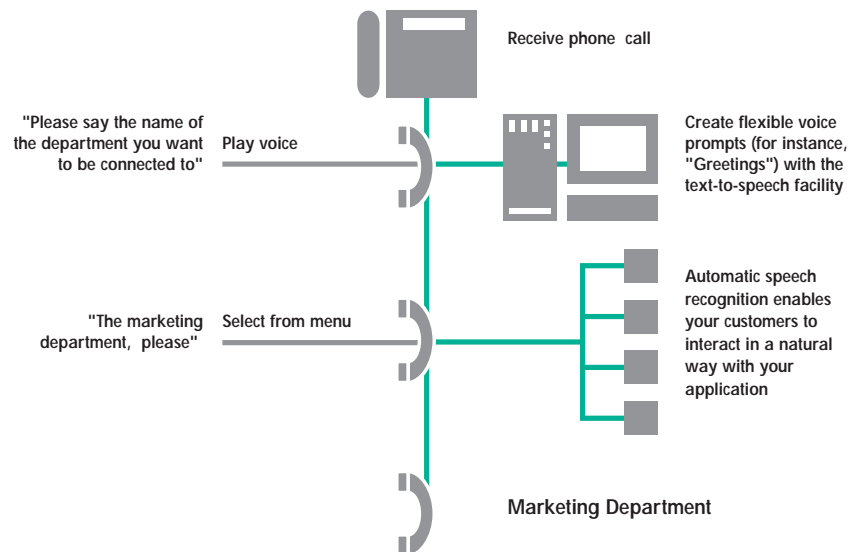 Receive phone call
"Please say the name of
the department you want
to be connected to"
Play voice
Create flexible voice
prompts (for instance,
"Greetings") with the
text-to-speech facility
"The marketing
department, please"
Select from menu
Automatic speech
recognition enables
your customers to
interact in a natural
way with your
application
Marketing Department